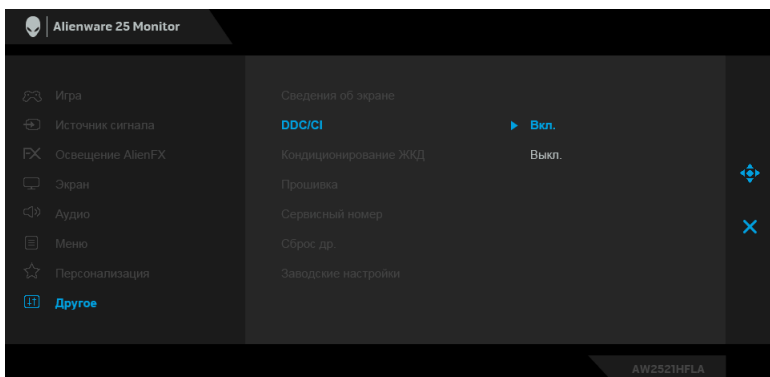 Alienware 25 Monitor
Игра
Источник сигнала
Освещение AlienFX
Экран
Аудио
Меню
Персонализация
Другое
Сведения об экране
DDC/CI
Вкл.
Выкл.
Кондиционирование ЖКД
Прошивка
Сервисный номер
Сброс др.
Заводские настройки
AW2521HFLA